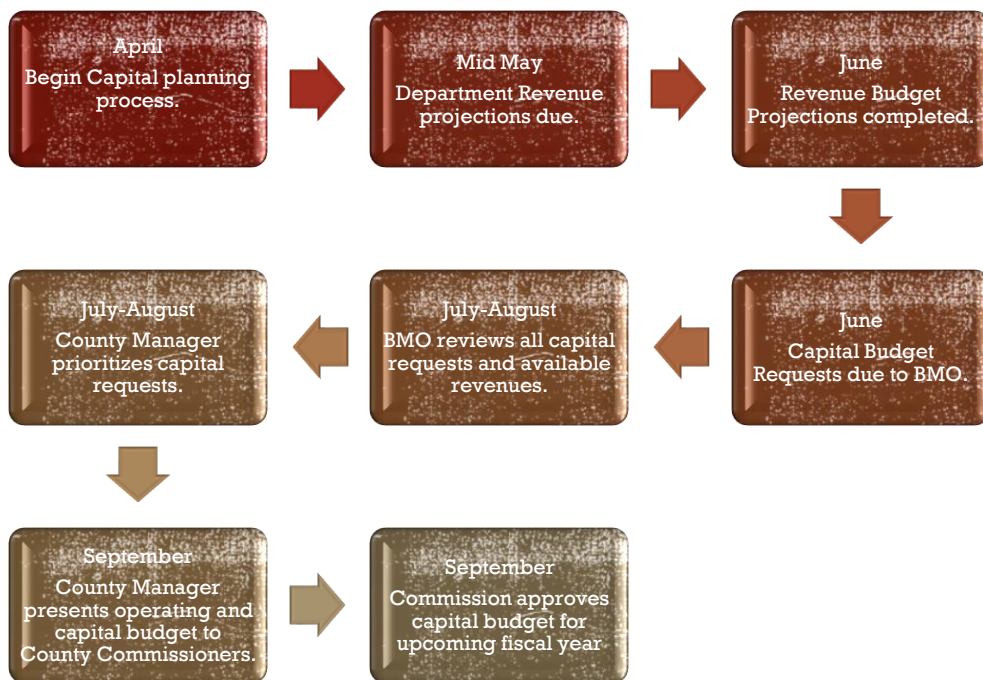 April
Begin Capital planning
process.
Mid May
Department Revenue
projections due.
June
Revenue Budget
Projections completed.
June
Capital Budget
Requests due to BMO.
July-August
BMO reviews all capital
requests and available
revenues.
July-August
County Manager
prioritizes capital
requests.
September
County Manager
presents operating and
capital budget to
County Commissioners.
September
Commission approves
capital budget for
upcoming fiscal year